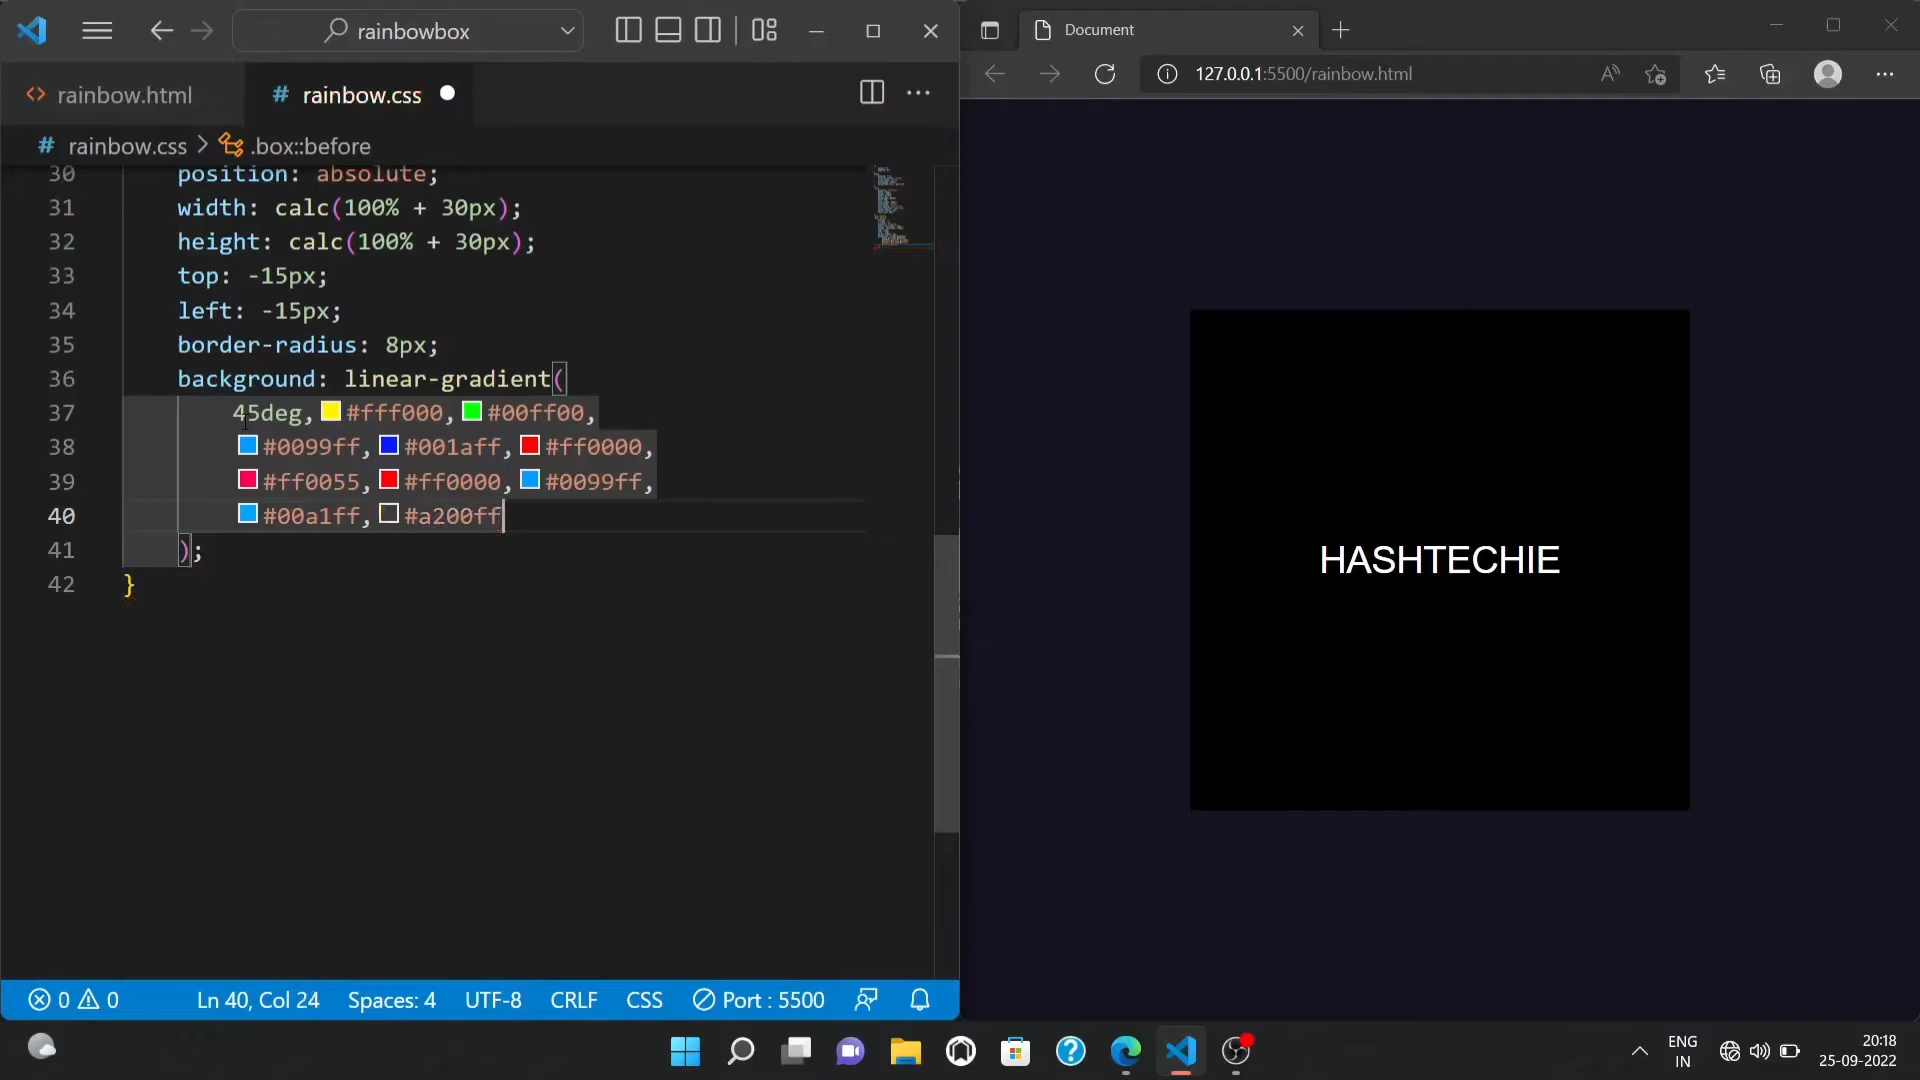 rainbowbox
rainbow.html
# rainbow.css
# rainbow.css > .box::before
30 position: absolute;
31 width: calc(100% + 30px);
32 height: calc(100% + 30px);
33 top: -15px;
34 left: -15px;
35 border-radius: 8px;
36 background: linear-gradient(
37 45deg, #fff000, #00ff00,
38 #0099ff, #001aff, #ff0000,
39 #ff0055, #ff0000, #0099ff,
40 #00a1ff, #a200ff
41 );
42 }
0 0 Ln 40, Col 24 Spaces: 4 UTF-8 CRLF CSS Port : 5500
Document
127.0.0.1:5500/rainbow.html
HASHTECHIE
ENG
IN
20:18
25-09-2022